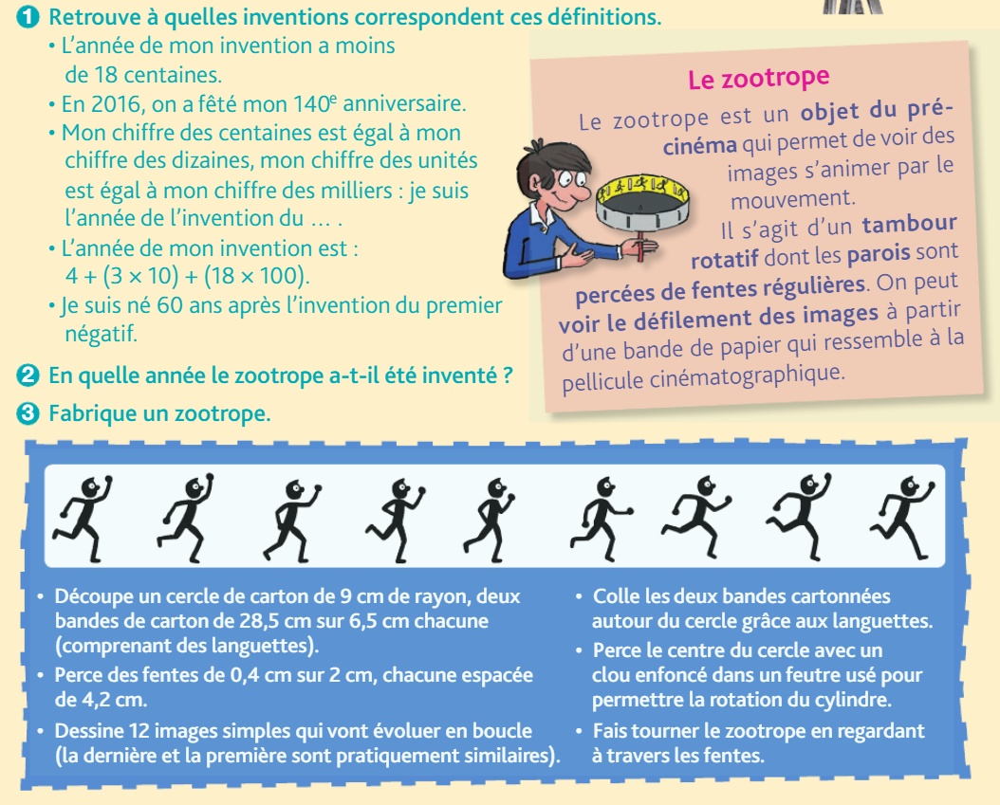 1 Retrouve à quelles inventions correspondent ces définitions.
• L'année de mon invention a moins
de 18 centaines.
• En 2016, on a fêté mon 140e anniversaire.
• Mon chiffre des centaines est égal à mon
chiffre des dizaines, mon chiffre des unités
est égal à mon chiffre des milliers : je suis
l'année de l'invention du ... .
• L'année de mon invention est :
4 + (3 × 10) + (18 × 100).
• Je suis né 60 ans après l'invention du premier
négatif.
2 En quelle année le zootrope a-t-il été inventé ?
3 Fabrique un zootrope.
Le zootrope
Le zootrope est un objet du pré-
cinéma qui permet de voir des
images s'animer par le
mouvement.
Il s'agit d'un tambour
rotatif dont les parois sont
percées de fentes régulières. On peut
voir le défilement des images à partir
d'une bande de papier qui ressemble à la
pellicule cinématographique.
• Découpe un cercle de carton de 9 cm de rayon, deux
bandes de carton de 28,5 cm sur 6,5 cm chacune
(comprenant des languettes).
• Perce des fentes de 0,4 cm sur 2 cm, chacune espacée
de 4,2 cm.
• Dessine 12 images simples qui vont évoluer en boucle
(la dernière et la première sont pratiquement similaires).
• Colle les deux bandes cartonnées
autour du cercle grâce aux languettes.
• Perce le centre du cercle avec un
clou enfoncé dans un feutre usé pour
permettre la rotation du cylindre.
• Fais tourner le zootrope en regardant
à travers les fentes.